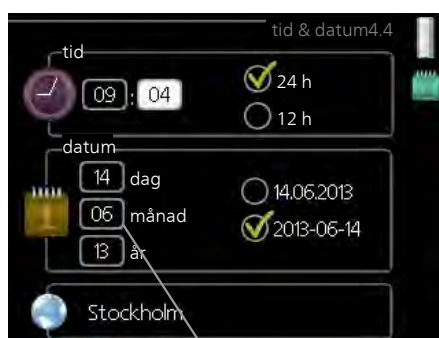 tid & datum4.4
tid
09 : 04
24 h
12 h
datum
14 dag
06 månad
13 år
14.06.2013
2013-06-14
Stockholm